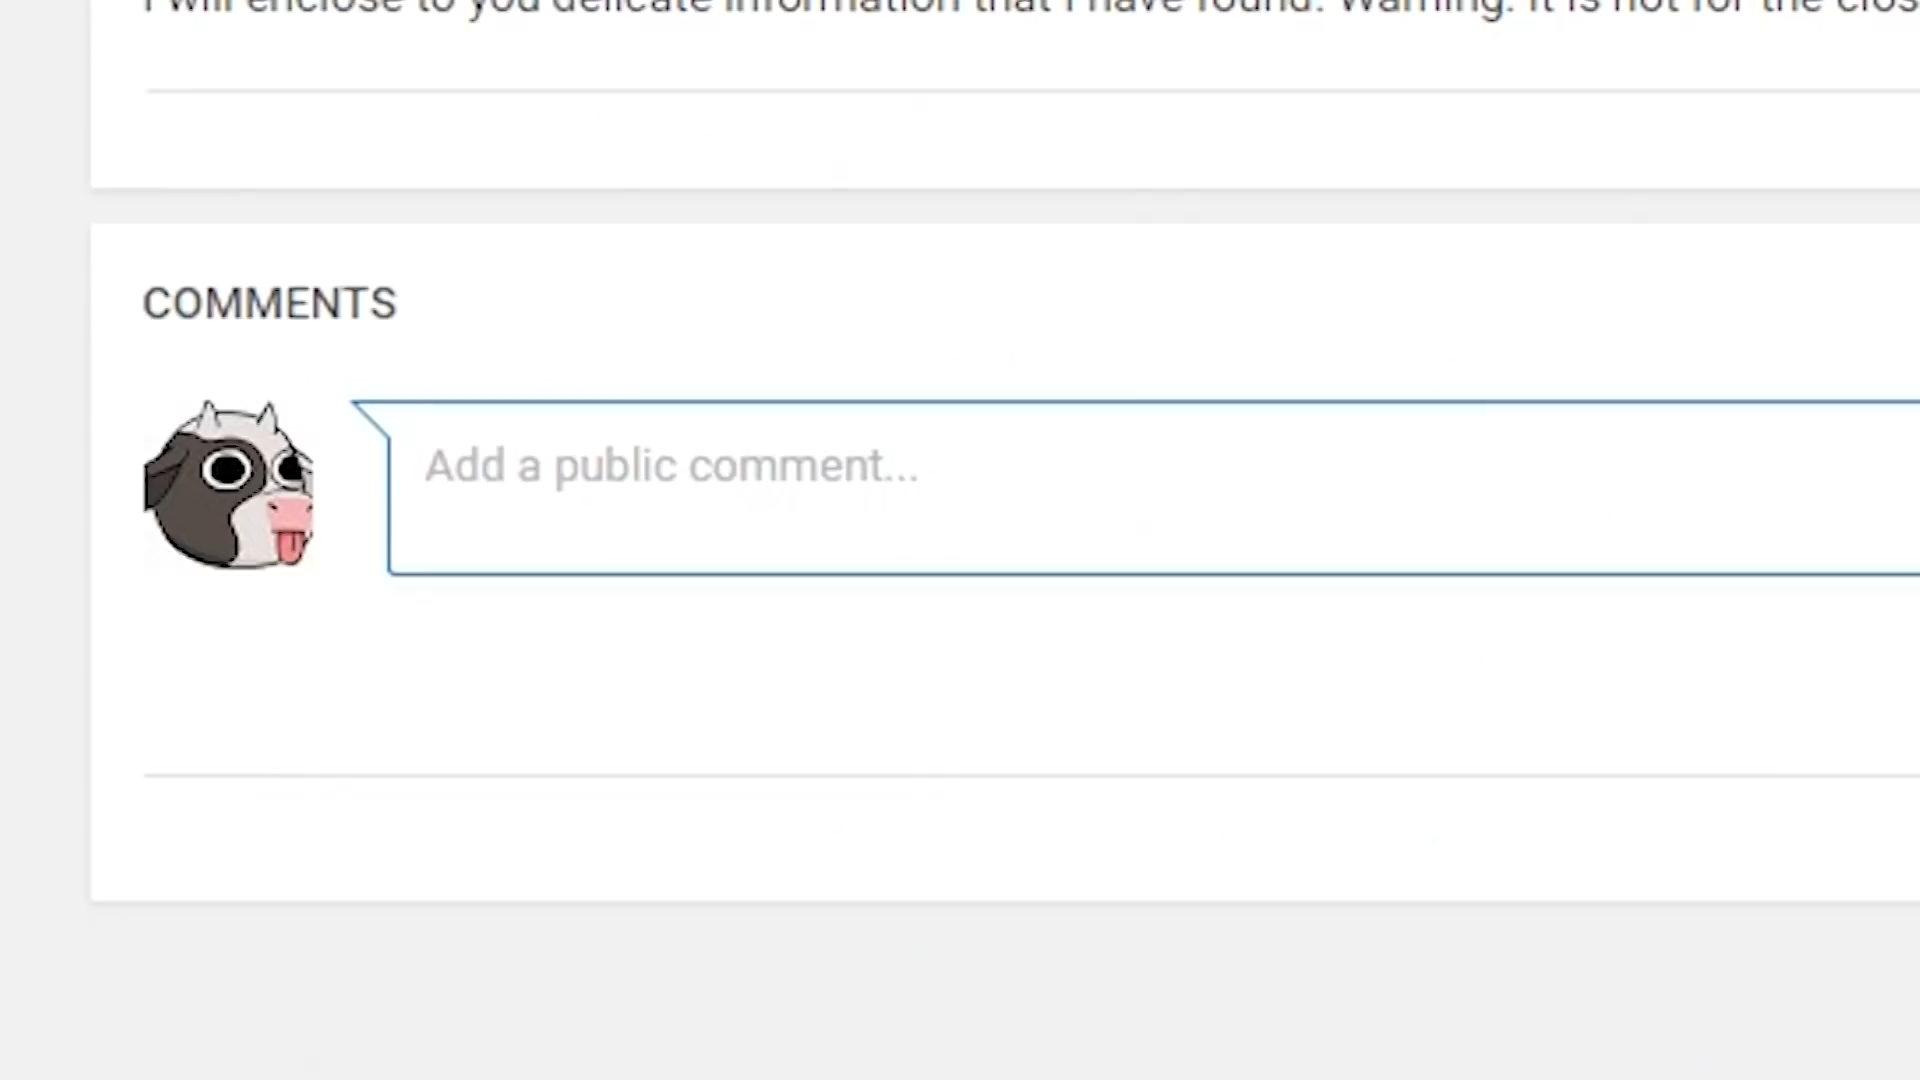 I will enclose to you delicate information that I have found. Warning: It is not for the
COMMENTS
Add a public comment...